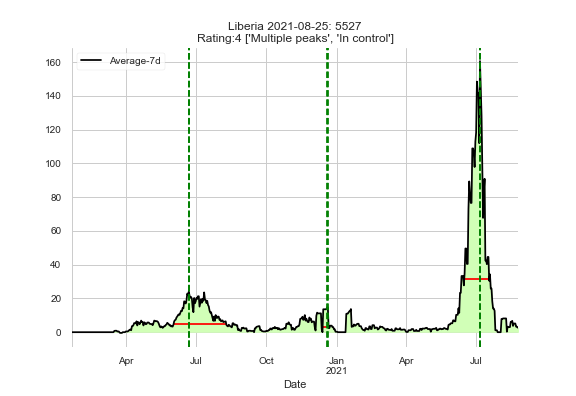 Liberia 2021-08-25: 5527
Rating:4 ['Multiple peaks', 'In control']
Average-7d
160
140
120
100
80
60
40
20
0
Apr Jul Oct Jan Apr Jul
2021
Date